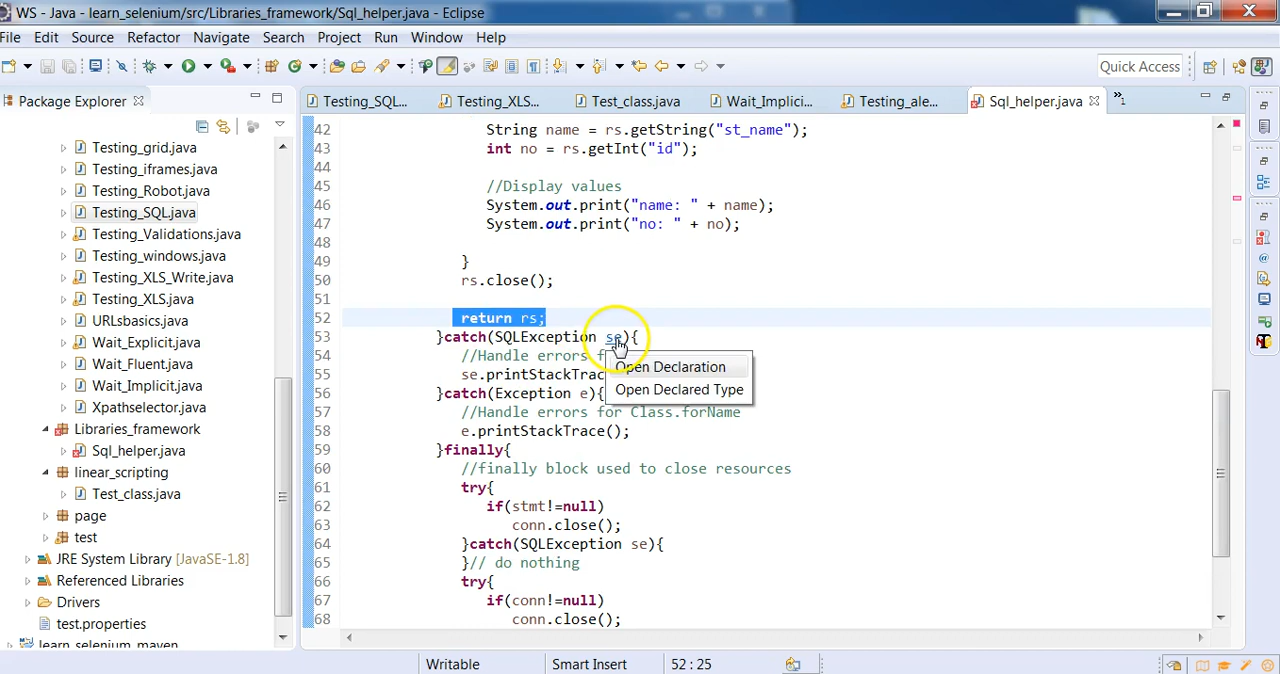 WS - Java - learn_selenium/src/Libraries_framework/Sql_helper.java - Eclipse
File Edit Source Refactor Navigate Search Project Run Window Help
Quick Access
Package Explorer
Testing_SQL...
Testing_XLS...
Test_class.java
Wait_Implici...
Testing_ale...
Sql_helper.java
»1
Testing_grid.java
Testing_iframes.java
Testing_Robot.java
Testing_SQL.java
Testing_Validations.java
Testing_windows.java
Testing_XLS_Write.java
Testing_XLS.java
URLsbasics.java
Wait_Explicit.java
Wait_Fluent.java
Wait_Implicit.java
Xpathselector.java
Libraries_framework
Sql_helper.java
linear_scripting
Test_class.java
page
test
JRE System Library [JavaSE-1.8]
Referenced Libraries
Drivers
test.properties
learn_selenium_maven
42 String name = rs.getString("st_name");
43 int no = rs.getInt("id");
44
45 //Display values
46 System.out.print("name: " + name);
47 System.out.print("no: " + no);
48
49 }
50 rs.close();
51
52 return rs;
53 }catch(SQLException se){
54 //Handle errors f
55 se.printStackTrac
56 }catch(Exception e){
57 //Handle errors for Class.forName
58 e.printStackTrace();
59 }finally{
60 //finally block used to close resources
61 try{
62 if(stmt!=null)
63 conn.close();
64 }catch(SQLException se){
65 }// do nothing
66 try{
67 if(conn!=null)
68 conn.close();
Open Declaration
Open Declared Type
Writable
Smart Insert
52 : 25